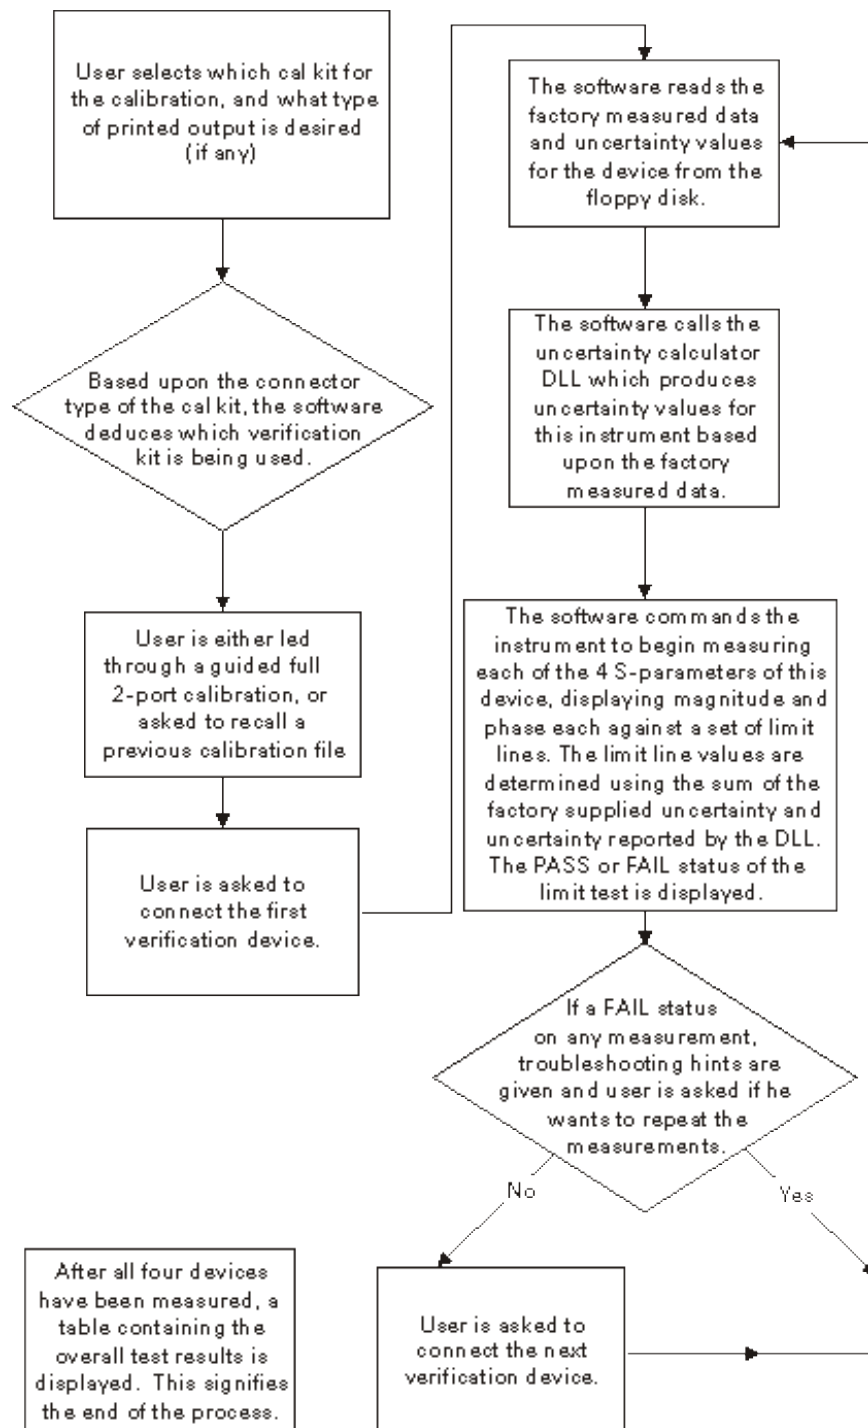 User selects which cal kit for
the calibration, and what type
of printed output is desired
(if any)
Based upon the connector
type of the cal kit, the software
deduces which verification
kit is being used.
User is either led
through a guided full
2-port calibration, or
asked to recall a
previous calibration file
User is asked to
connect the first
verification device.
The software reads the
factory measured data
and uncertainty values
for the device from the
floppy disk.
The software calls the
uncertainty calculator
DLL which produces
uncertainty values for
this instrument based
upon the factory
measured data.
The software commands the
instrument to begin measuring
each of the 4 S-parameters of this
device, displaying magnitude and
phase each against a set of limit
lines. The limit line values are
determined using the sum of the
factory supplied uncertainty and
uncertainty reported by the DLL.
The PASS or FAIL status of the
limit test is displayed.
If a FAIL status
on any measurement,
troubleshooting hints are
given and user is asked if he
wants to repeat the
measurements.
No
Yes
User is asked to
connect the next
verification device.
After all four devices
have been measured, a
table containing the
overall test results is
displayed. This signifies
the end of the process.